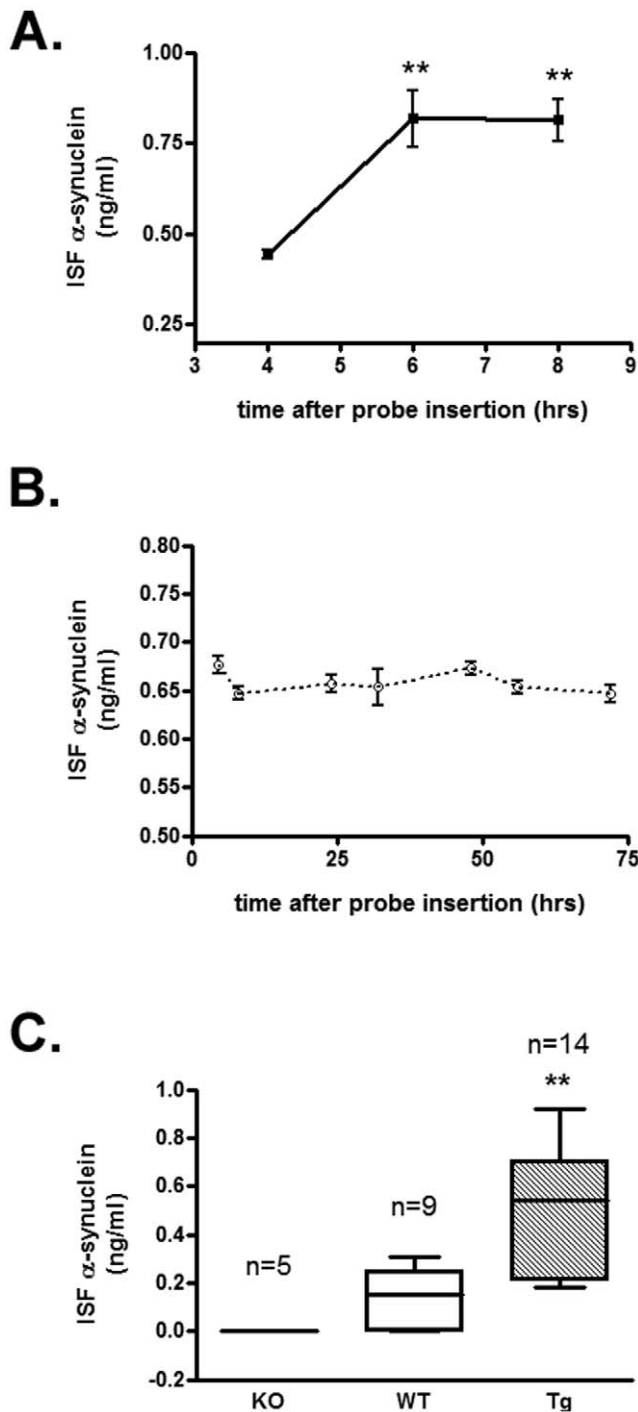 A.
ISF α-synuclein
(ng/ml)
1.00
0.75
0.50
0.25
**
**
3 4 5 6 7 8 9
time after probe insertion (hrs)
B.
ISF α-synuclein
(ng/ml)
0.80
0.75
0.70
0.65
0.60
0.55
0.50
0 25 50 75
time after probe insertion (hrs)
C.
ISF α-synuclein
(ng/ml)
1.0
0.8
0.6
0.4
0.2
0.0
-0.2
n=5
n=9
n=14
**
KO WT Tg